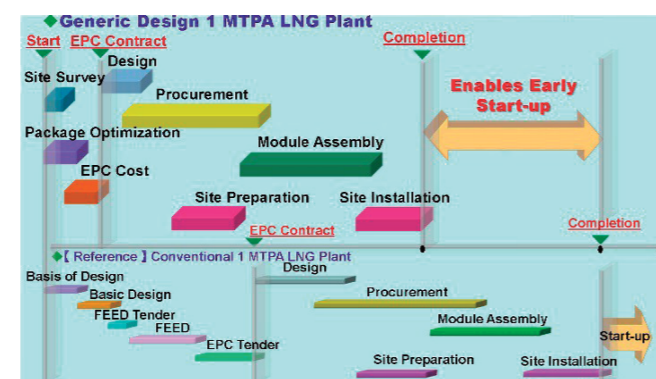 ◆Generic Design 1 MTPA LNG Plant
Start
EPC Contract
Completion
Design
Site Survey
Procurement
Enables Early
Start-up
Package Optimization
Module Assembly
EPC Cost
Site Preparation
Site Installation
EPC Contract
Completion
◆【 Reference 】 Conventional 1 MTPA LNG Plant
Design
Basis of Design
Basic Design
Procurement
FEED Tender
FEED
Module Assembly
EPC Tender
Start-up
Site Preparation
Site Installation